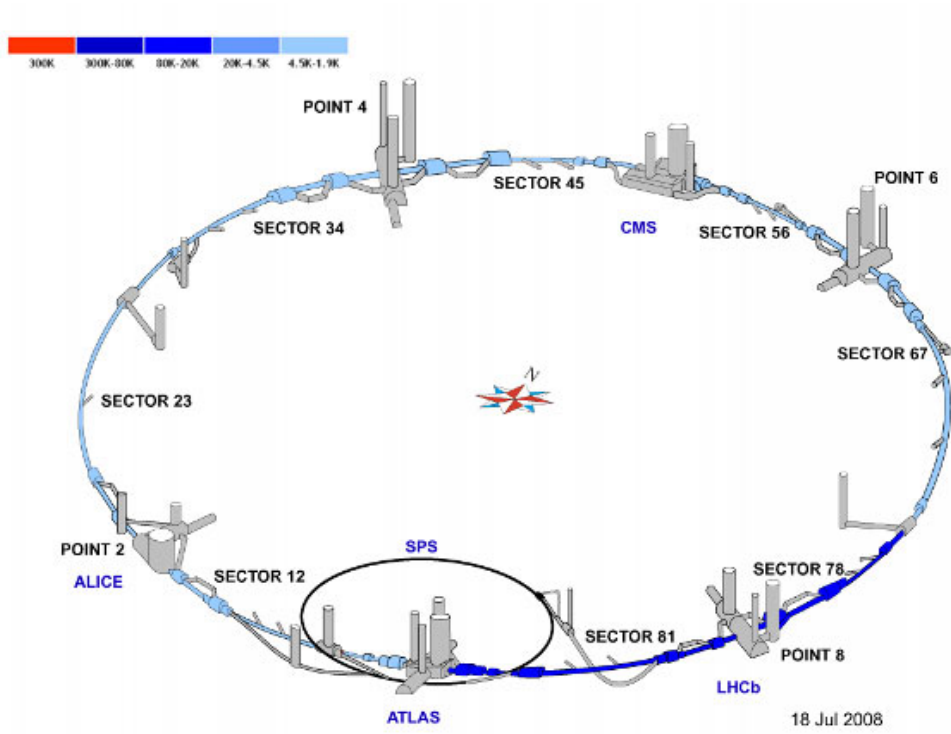 300K 300K-80K 80K-20K 20K-4.5K 4.5K-1.9K
POINT 4
POINT 6
SECTOR 45
SECTOR 34
CMS
SECTOR 56
SECTOR 67
N
SECTOR 23
POINT 2
ALICE
SECTOR 12
SPS
SECTOR 78
SECTOR 81
POINT 8
LHCb
ATLAS
18 Jul 2008